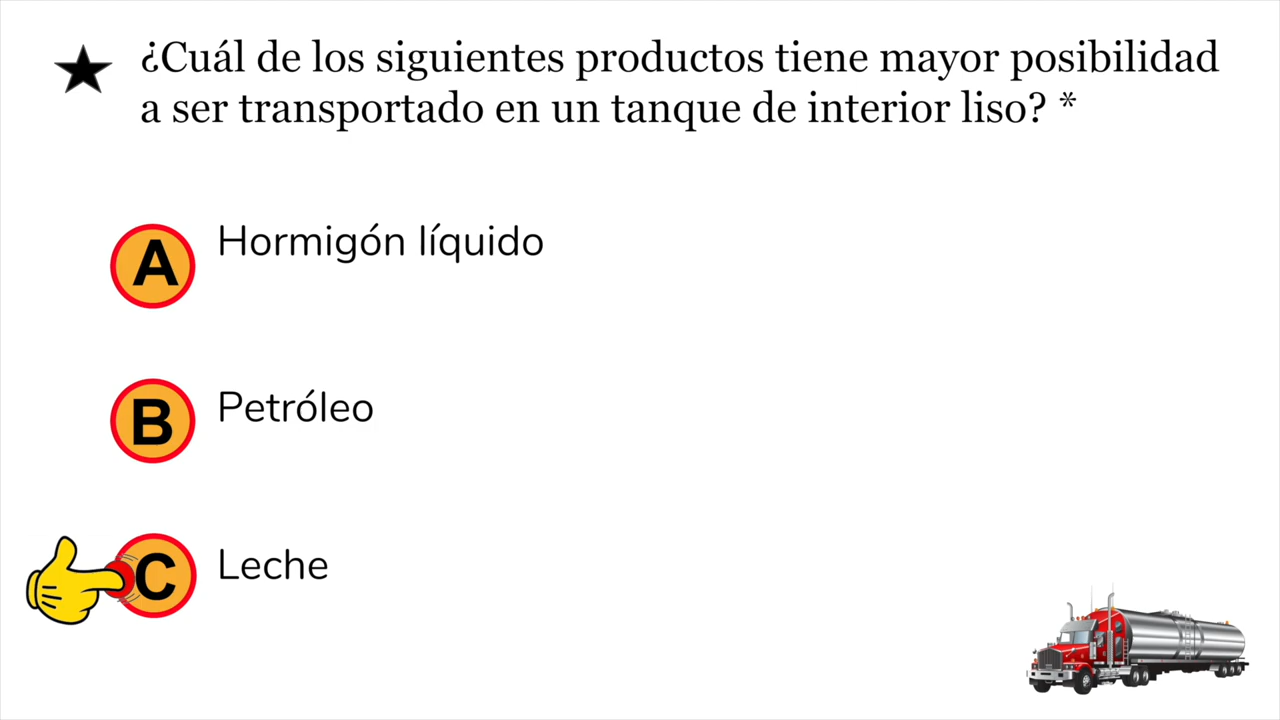 ¿Cuál de los siguientes productos tiene mayor posibilidad
a ser transportado en un tanque de interior liso? *
A Hormigón líquido
B Petróleo
C Leche